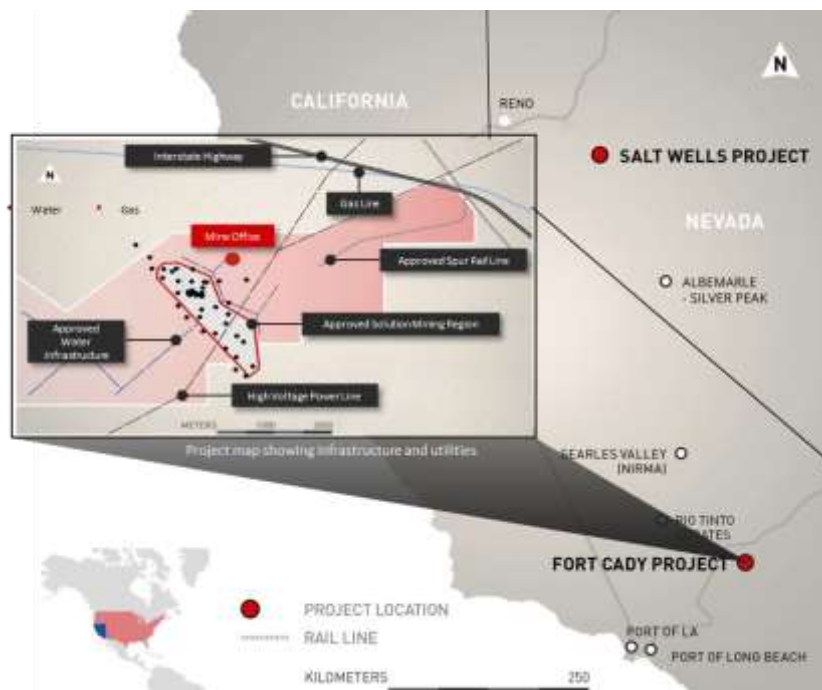 CALIFORNIA
N
RENO
SALT WELLS PROJECT
Interstate Highway
N
Gas Line
NEVADA
Water
Gas
Mine Office
Approved Spur Rail Line
ALBEMARLE
- SILVER PEAK
Approved
Water
Infrastructure
Approved Solution Mining Region
High Voltage Power Line
METERS
Project map showing Infrastructure and utilities
SEARLES VALLEY
(NIRMA)
RIO TINTO
FORT CADY PROJECT
PROJECT LOCATION
RAIL LINE
PORT OF LA
PORT OF LONG BEACH
KILOMETERS
250